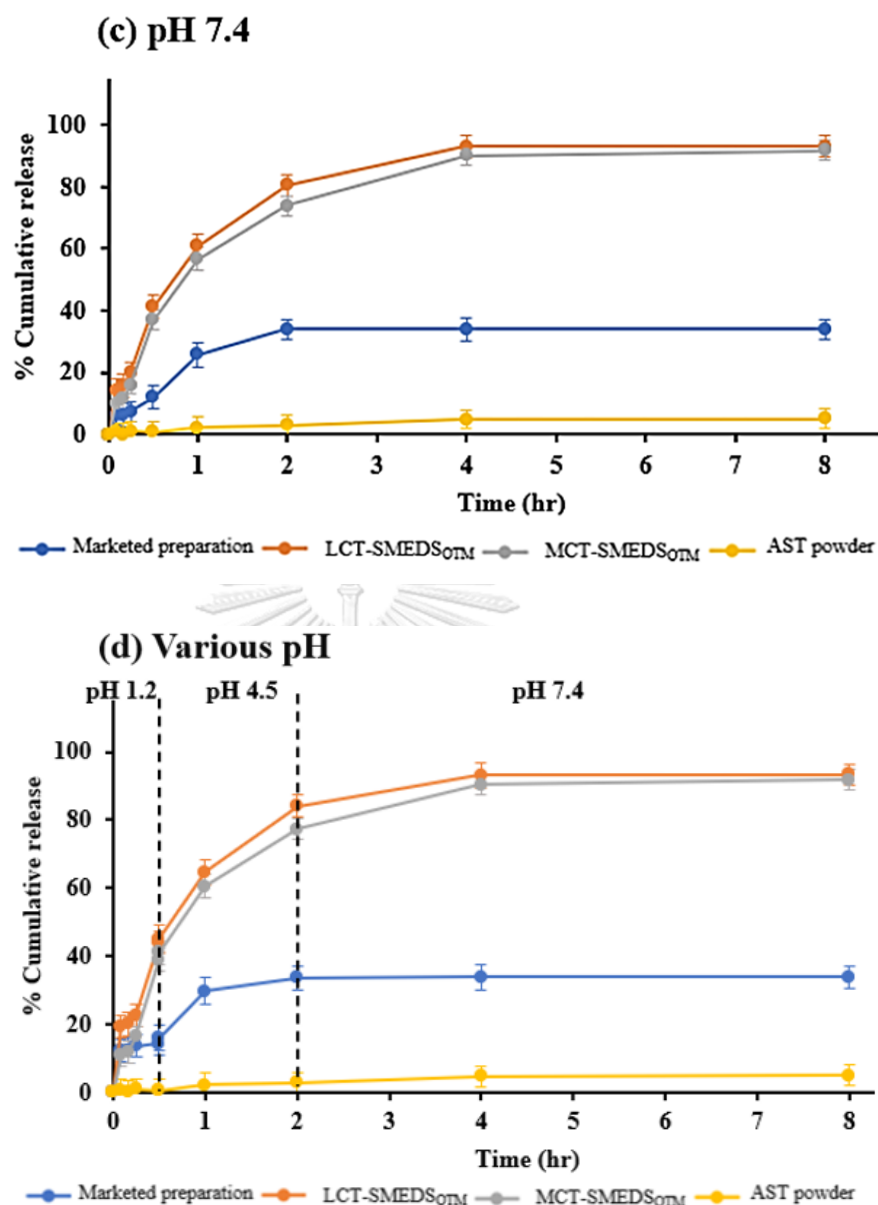 (c) pH 7.4
% Cumulative release
100
80
60
40
20
0
0 1 2 3 4 5 6 7 8
Time (hr)
Marketed preparation LCT-SMEDSOTM MCT-SMEDSOTM AST powder
(d) Various pH
pH 1.2 pH 4.5 pH 7.4
% Cumulative release
100
80
60
40
20
0
0 1 2 3 4 5 6 7 8
Time (hr)
Marketed preparation LCT-SMEDSOTM MCT-SMEDSOTM AST powder